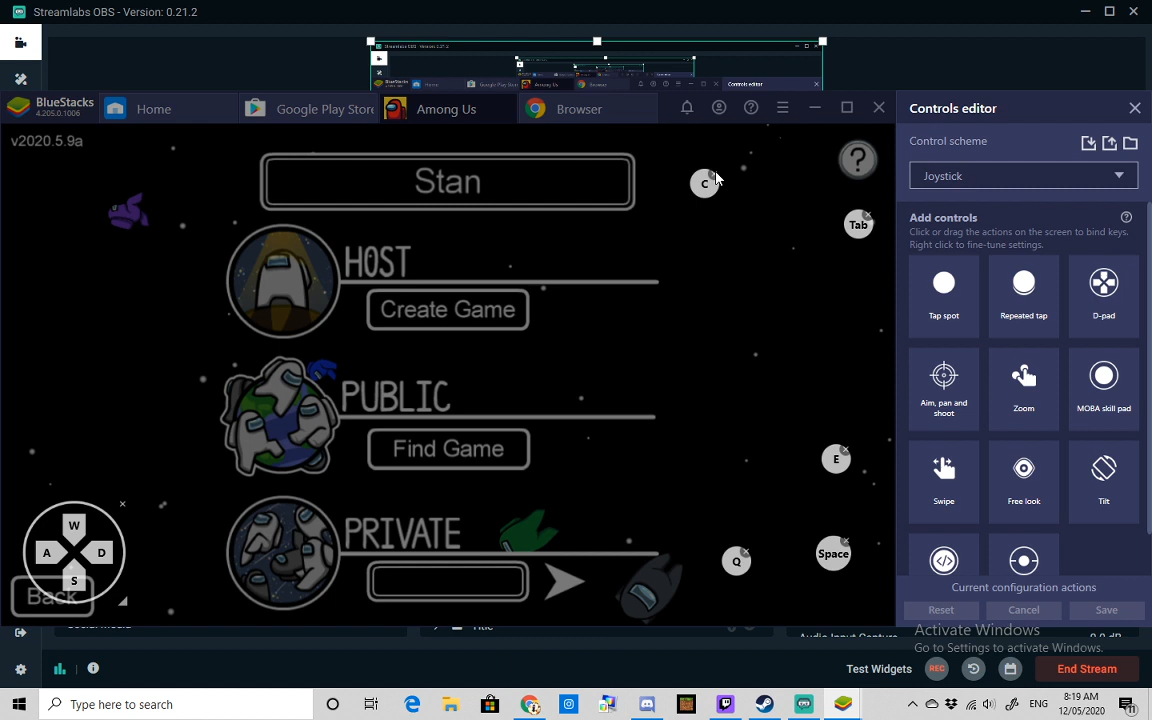 Streamlabs OBS - Version: 0.21.2
BlueStacks
4.205.0.1006
Home
Google Play Store
Among Us
Browser
Controls editor
v2020.5.9a
Control scheme
Joystick
Stan
C
Tab
Add controls
Click or drag the actions on the screen to bind keys.
Right click to fine-tune settings.
HOST
Create Game
Tap spot
Repeated tap
D-pad
PUBLIC
Find Game
Aim, pan and
shoot
Zoom
MOBA skill pad
E
Swipe
Free look
Tilt
W
A
D
S
PRIVATE
Q
Space
Back
Current configuration actions
Reset
Cancel
Save
Activate Windows
Go to Settings to activate Windows.
Test Widgets
REC
End Stream
Type here to search
ENG
8:19 AM
12/05/2020